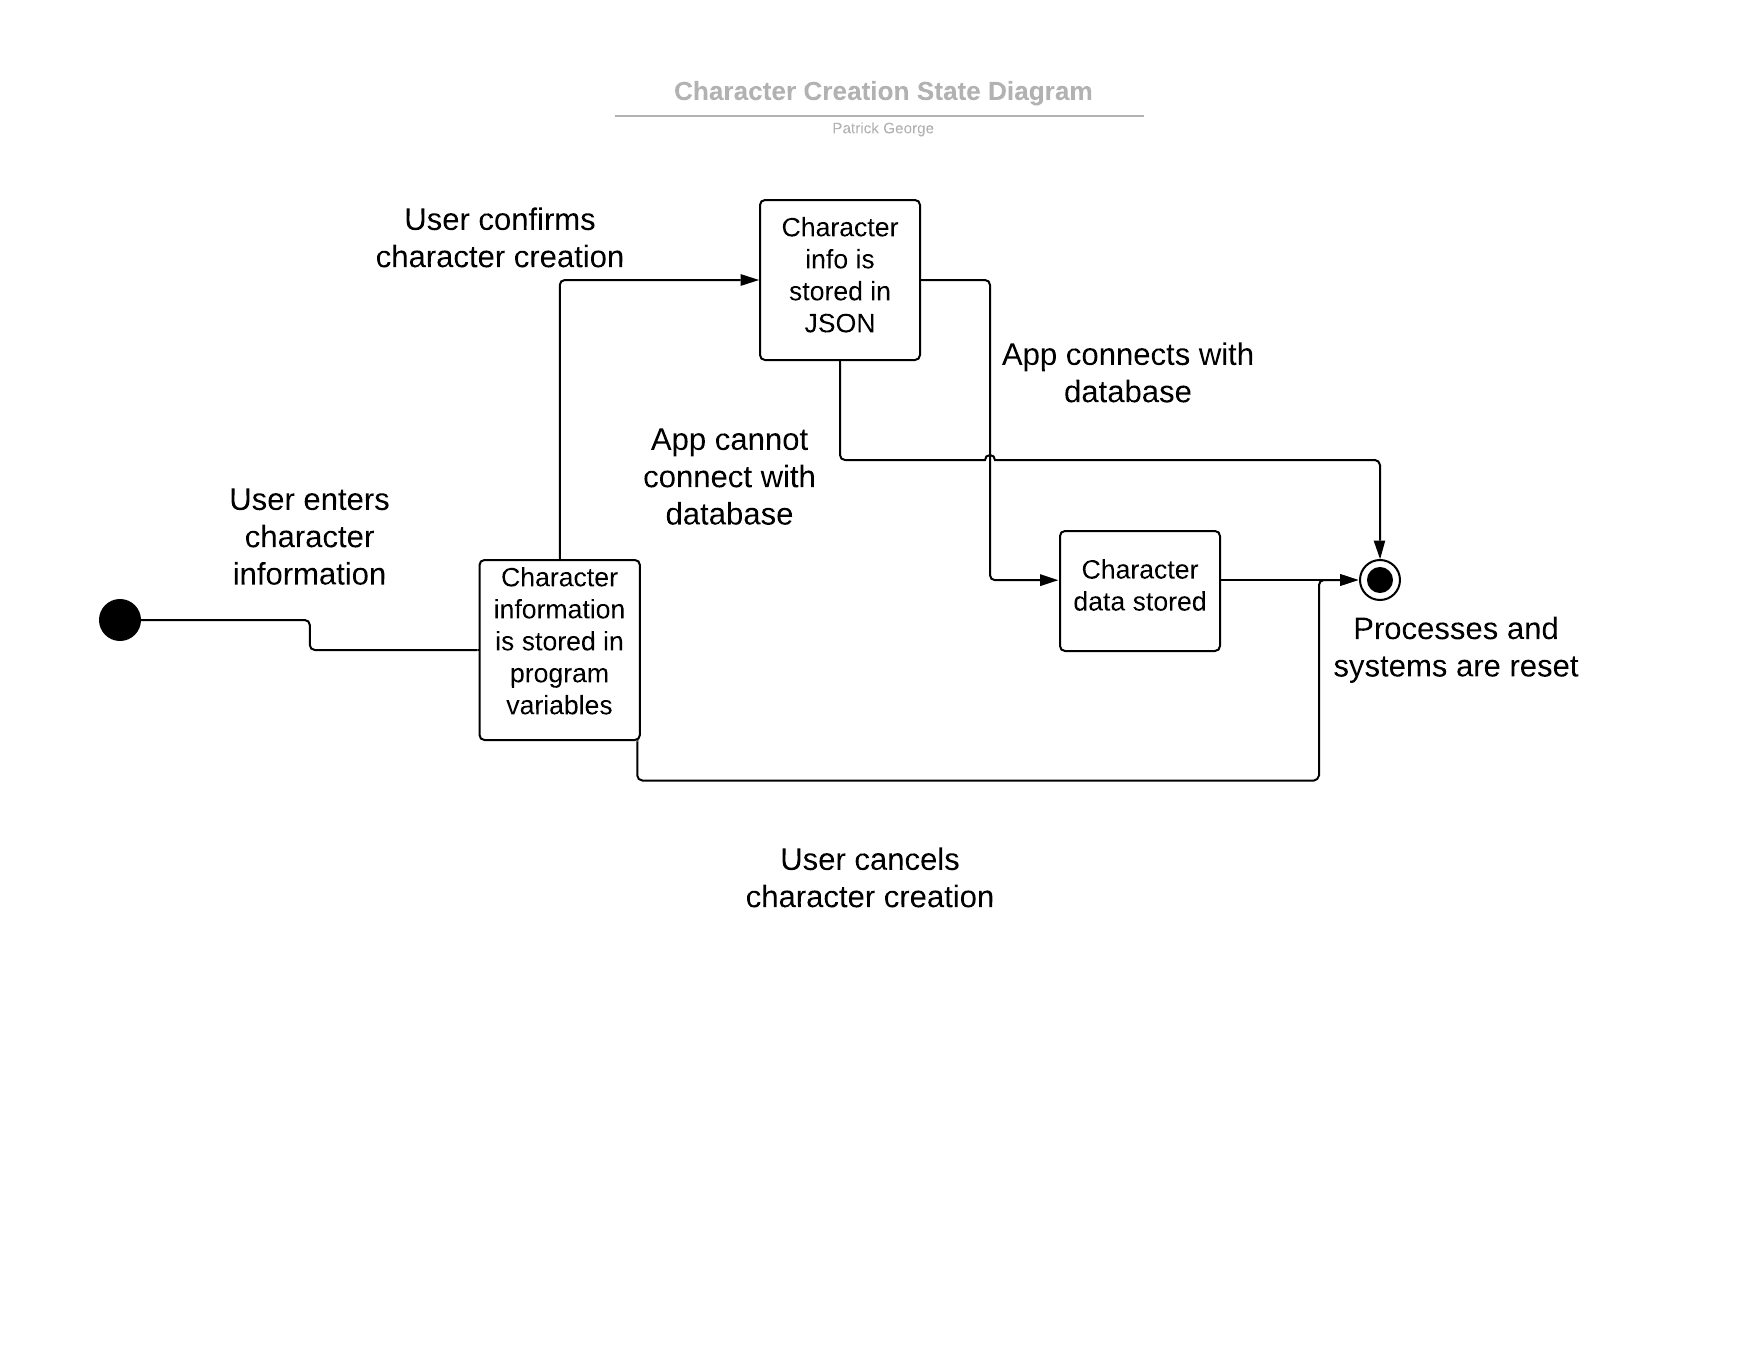 Character Creation State Diagram
Patrick George
User confirms
character creation
Character
info is
stored in
JSON
App connects with
database
App cannot
connect with
database
User enters
character
information
Character
information
is stored in
program
variables
Character
data stored
Processes and
systems are reset
User cancels
character creation